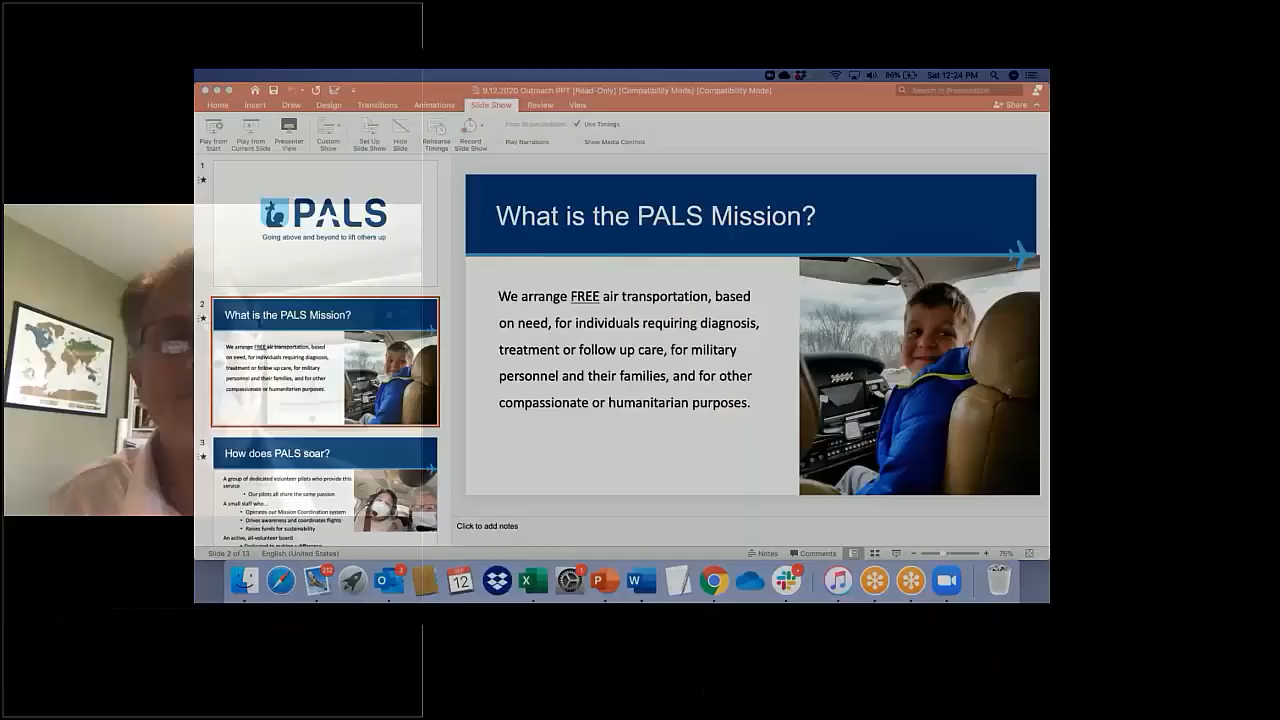 Sat 12:24 PM
86%
9.12.2020 Outreach PPT [Read-Only] [Compatibility Mode] [Compatibility Mode]
Search in Presentation
Home Insert Draw Design Transitions Animations Slide Show Review View
Share
Play from Start
Play from Current Slide
Presenter View
Custom Show
Set Up Slide Show
Hide Slide
Rehearse Timings
Record Slide Show
Play Narrations
Use Timings
Show Media Controls
1
PALS
Going above and beyond to lift others up
2
What is the PALS Mission?
We arrange FREE air transportation, based
on need, for individuals requiring diagnosis,
treatment or follow up care, for military
personnel and their families, and for other
compassionate or humanitarian purposes.
3
How does PALS soar?
A group of dedicated volunteer pilots who provide this
service
• Our pilots all share the same passion
A small staff who...
• Operates our Mission Coordination system
• Drives awareness and coordinates flights
• Raises funds for sustainability
An active, all-volunteer board
What is the PALS Mission?
We arrange FREE air transportation, based
on need, for individuals requiring diagnosis,
treatment or follow up care, for military
personnel and their families, and for other
compassionate or humanitarian purposes.
Click to add notes
Slide 2 of 13 English (United States)
Notes Comments
75%
212
3
SEP
12
1